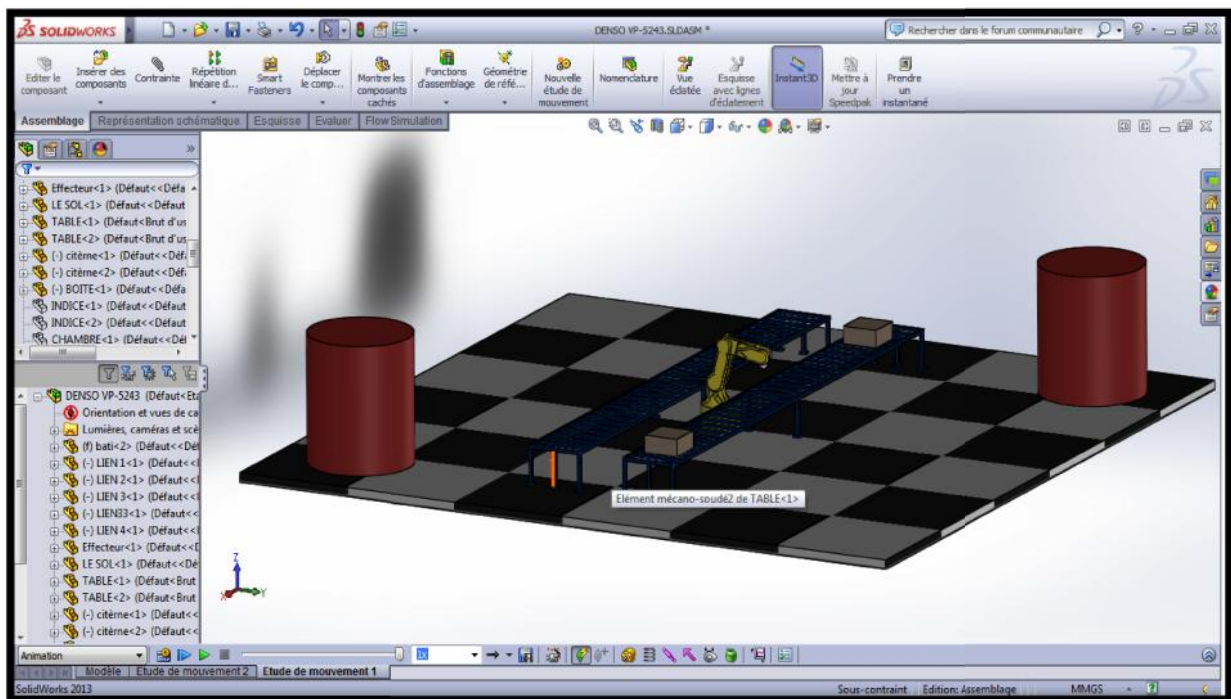 SOLIDWORKS
DENSO VP-5243.SLDASM *
Rechercher dans le forum communautaire
Editer le composant
Insérer des composants
Contrainte
Répétition linéaire d...
Smart Fasteners
Déplacer le comp...
Montrer les composants cachés
Fonctions d'assemblage
Géométrie de réfé...
Nouvelle étude de mouvement
Nomenclature
Vue éclatée
Esquisse avec lignes d'éclatement
Instant3D
Mettre à jour Speedpak
Prendre un instantané
Assemblage
Représentation schématique
Esquisse
Evaluer
Flow Simulation
Effecteur<1> (Défaut<<Défa
LE SOL<1> (Défaut<<Défaut
TABLE<1> (Défaut<Brut d'us
TABLE<2> (Défaut<Brut d'us
(-) citèrne<1> (Défaut<<Défa
(-) citèrne<2> (Défaut<<Défa
(-) BOITE<1> (Défaut<<Défa
INDICE<1> (Défaut<<Défaut
INDICE<2> (Défaut<<Défaut
CHAMBRE<1> (Défaut<<Déf
DENSO VP-5243 (Défaut<Eta
Orientation et vues de ca
Lumières, caméras et scè
(f) bati<2> (Défaut<<Déf
(-) LIEN 1<1> (Défaut<<
(-) LIEN 2<1> (Défaut<<
(-) LIEN 3<1> (Défaut<<
(-) LIEN33<1> (Défaut<<
(-) LIEN 4<1> (Défaut<<
Effecteur<1> (Défaut<<
LE SOL<1> (Défaut<<Dé
TABLE<1> (Défaut<Brut
TABLE<2> (Défaut<Brut
(-) citèrne<1> (Défaut<<
(-) citèrne<2> (Défaut<<
Elément mécano-soudé2 de TABLE<1>
Z
X
Y
Animation
1x
Modèle
Etude de mouvement 2
Etude de mouvement 1
SolidWorks 2013
Sous-contraint
Edition: Assemblage
MMGS